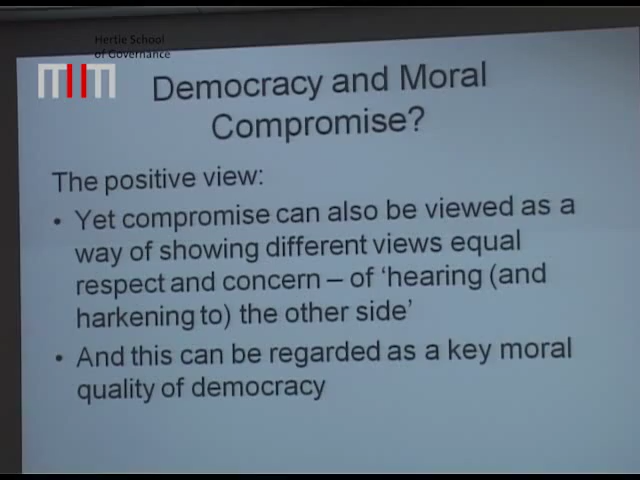 Hertie School
of Governance
Democracy and Moral
Compromise?
The positive view:
• Yet compromise can also be viewed as a
way of showing different views equal
respect and concern – of ‘hearing (and
harkening to) the other side’
• And this can be regarded as a key moral
quality of democracy